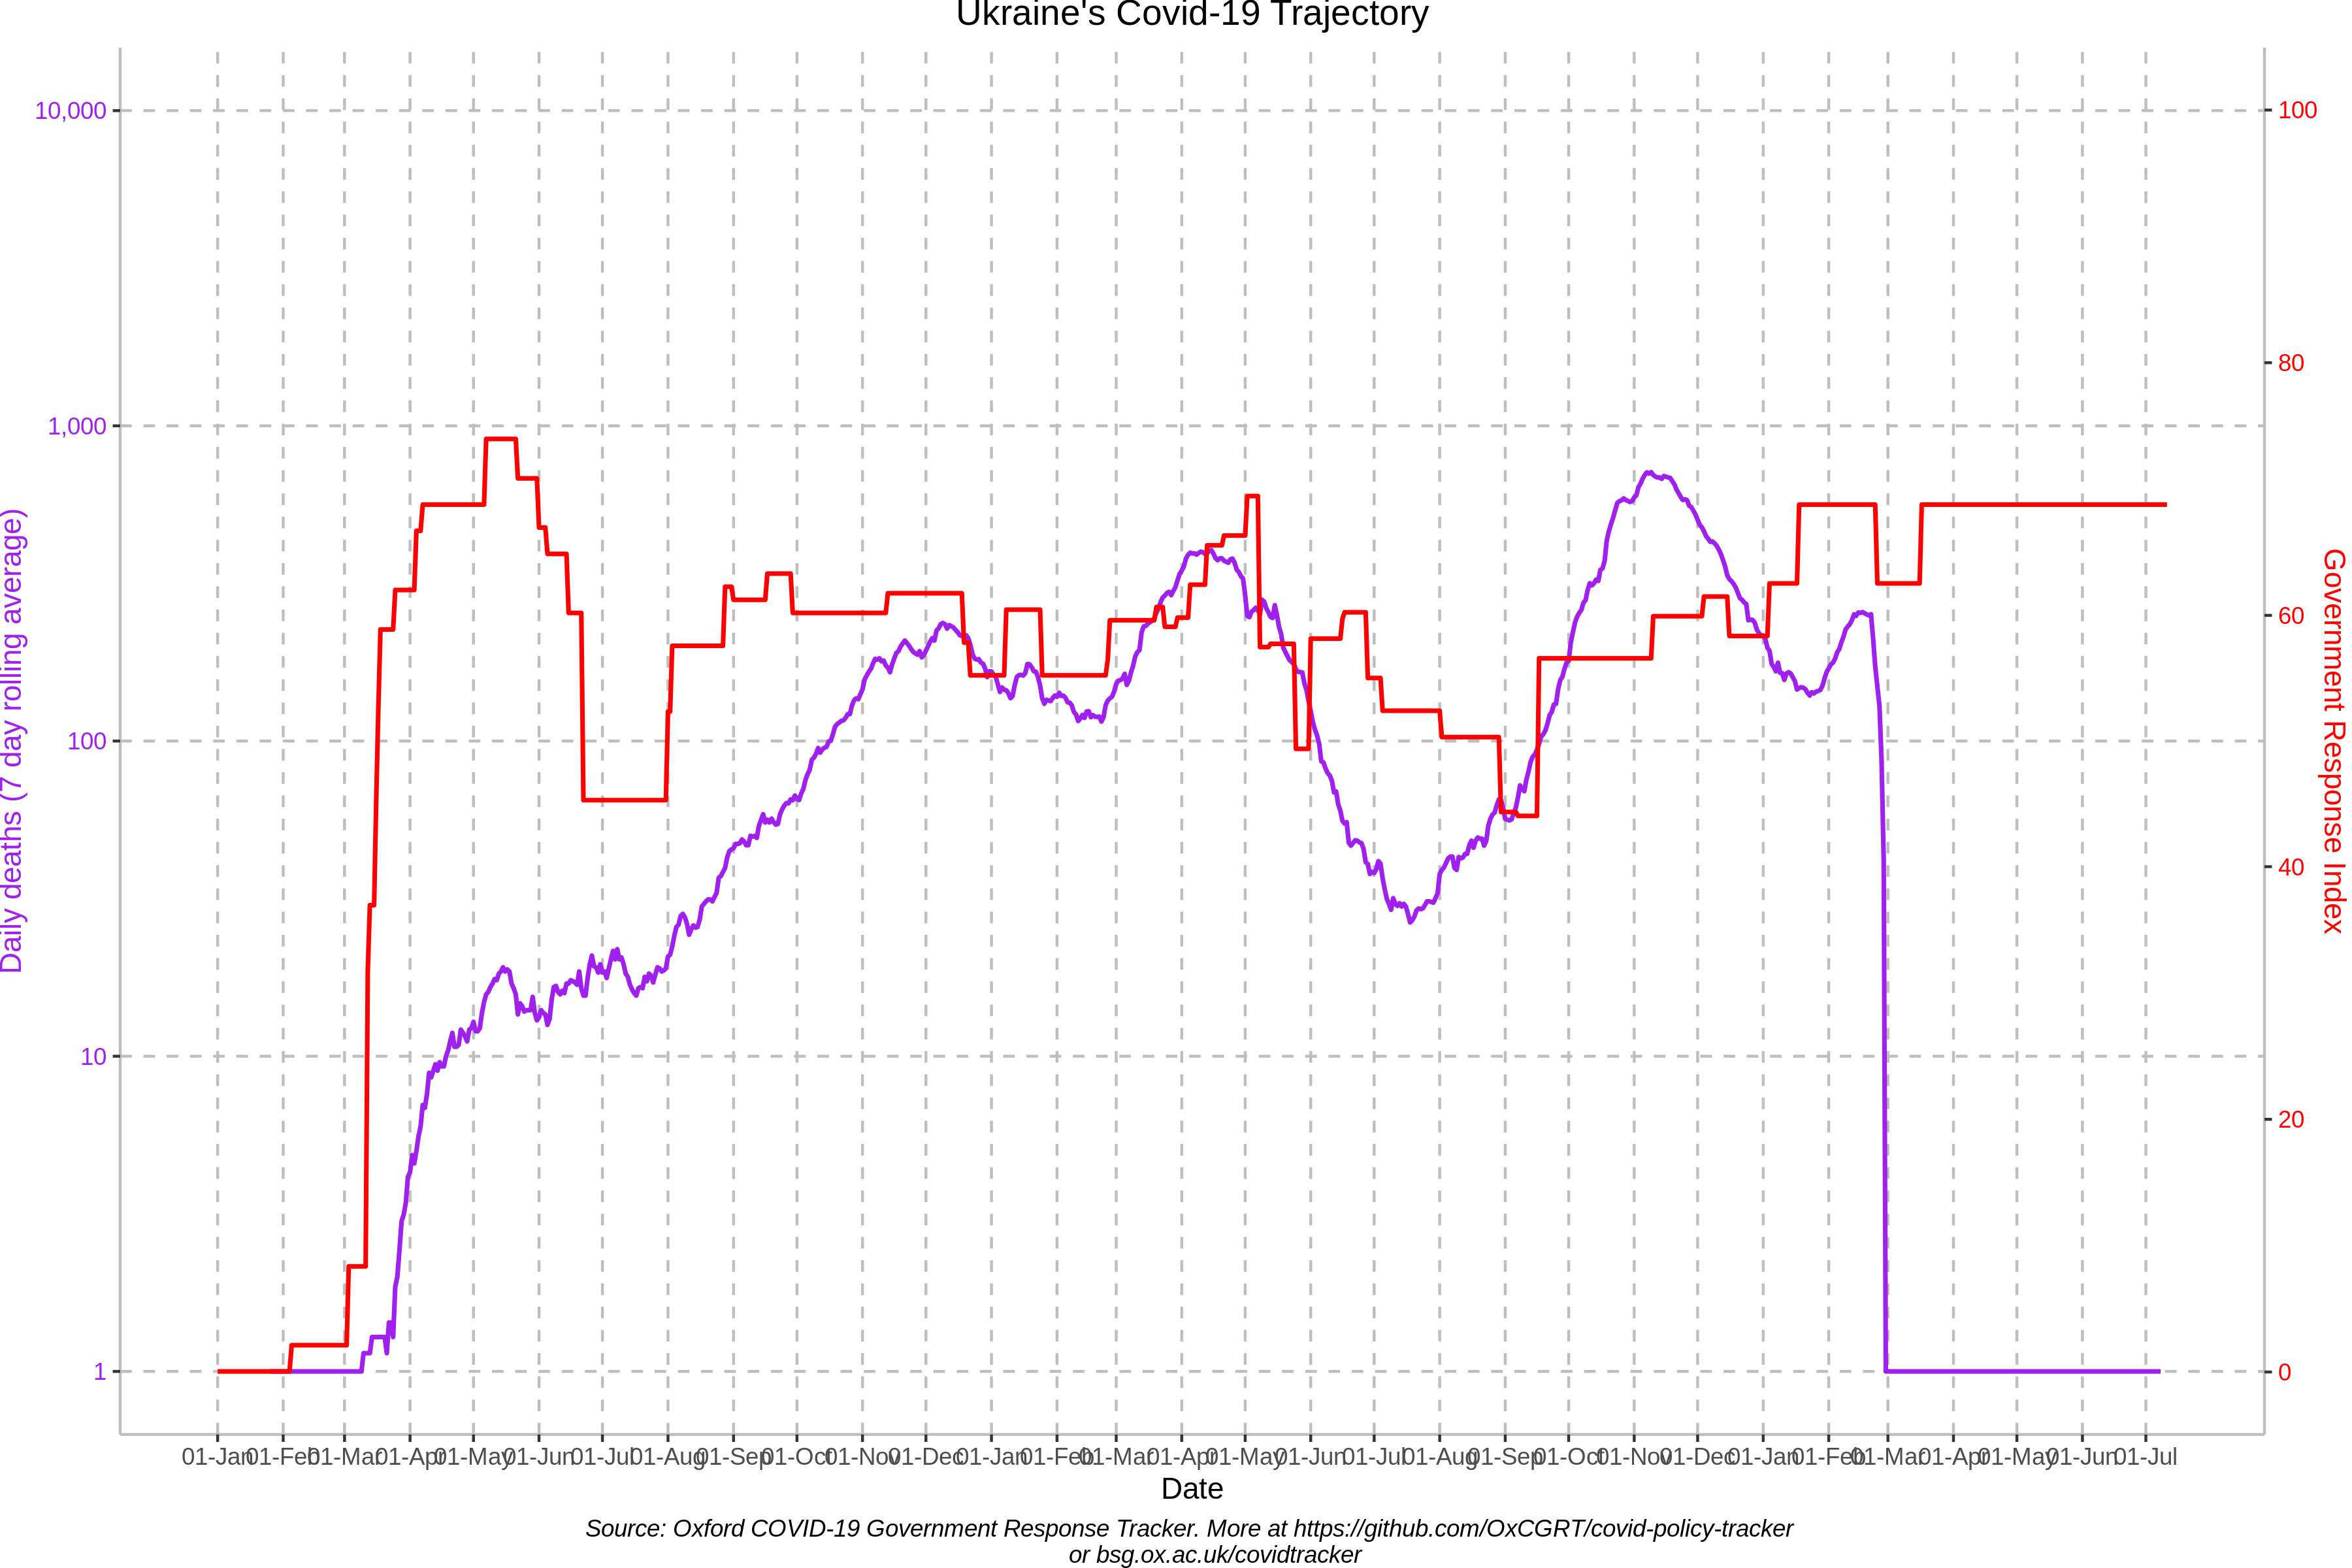 Ukraine's Covid-19 Trajectory
10,000
1,000
100
10
1
Daily deaths (7 day rolling average)
100
80
60
40
20
0
Government Response Index
01-Jan 01-Feb 01-Mar 01-Apr 01-May 01-Jun 01-Jul 01-Aug 01-Sep 01-Oct 01-Nov 01-Dec 01-Jan 01-Feb 01-Mar 01-Apr 01-May 01-Jun 01-Jul 01-Aug 01-Sep 01-Oct 01-Nov 01-Dec 01-Jan 01-Feb 01-Mar 01-Apr 01-May 01-Jun 01-Jul
Date
Source: Oxford COVID-19 Government Response Tracker. More at https://github.com/OxCGRT/covid-policy-tracker
or bsg.ox.ac.uk/covidtracker